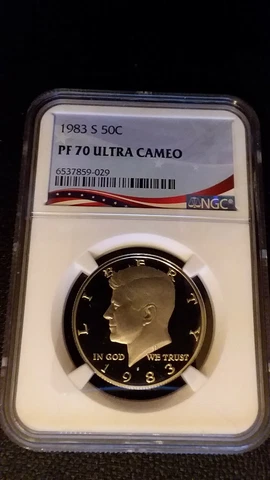 1983 S 50C
PF 70 ULTRA CAMEO
6537859-029
NGC
LIBERTY
IN GOD WE TRUST
1983